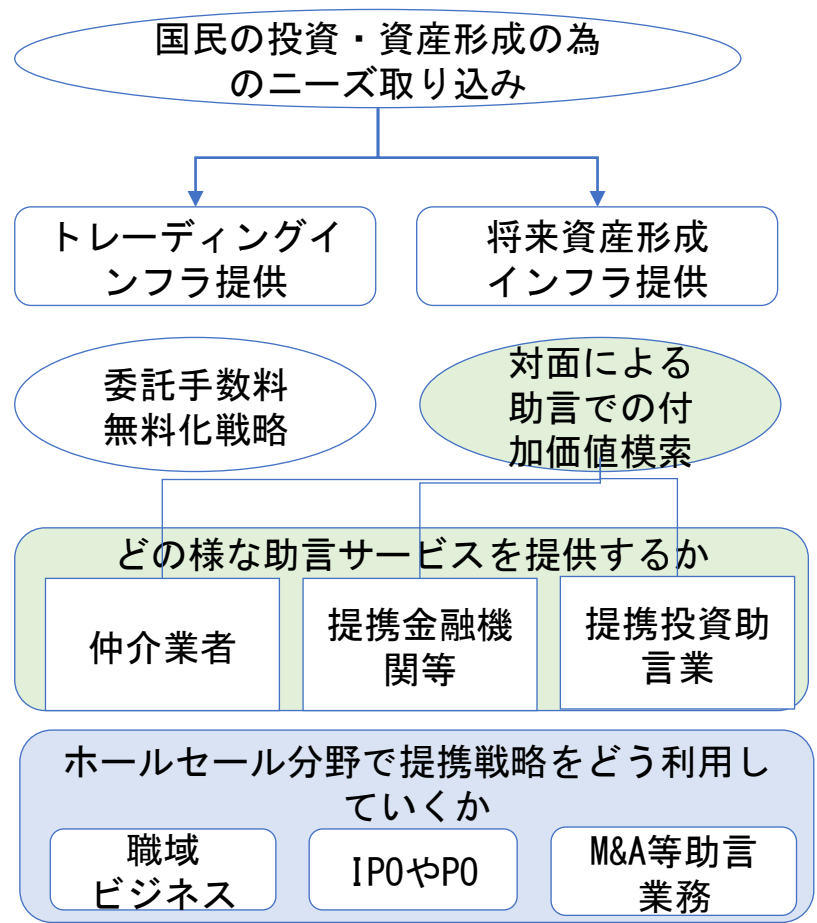 国民の投資・資産形成の為
のニーズ取り込み
トレーディングイ
ンフラ提供
将来資産形成
インフラ提供
委託手数料
無料化戦略
対面による
助言での付
加価値模索
どの様な助言サービスを提供するか
仲介業者
提携金融機
関等
提携投資助
言業
ホールセール分野で提携戦略をどう利用し
ていくか
職域
ビジネス
IPOやPO
M&A等助言
業務